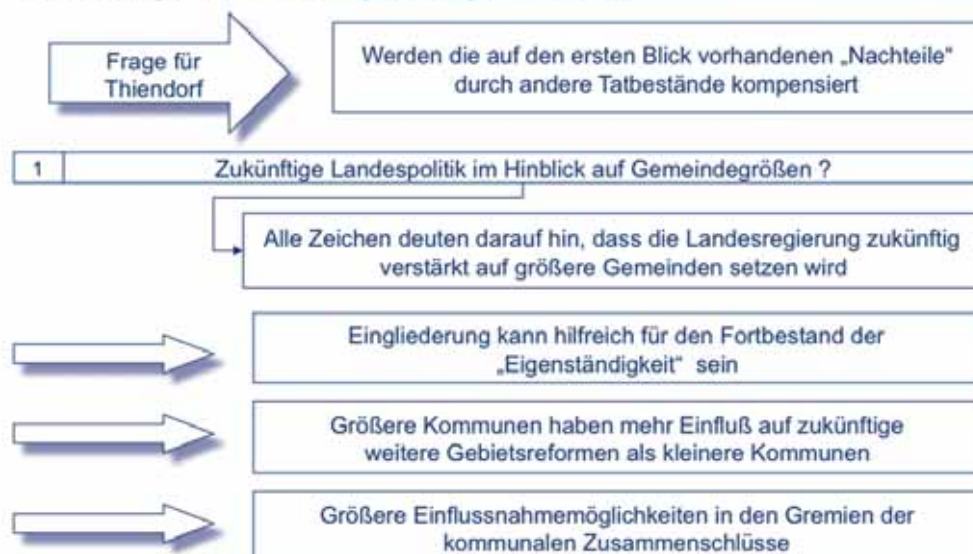 Frage für
Thiendorf
Werden die auf den ersten Blick vorhandenen „Nachteile“
durch andere Tatbestände kompensiert
1 Zukünftige Landespolitik im Hinblick auf Gemeindegrößen ?
Alle Zeichen deuten darauf hin, dass die Landesregierung zukünftig
verstärkt auf größere Gemeinden setzen wird
Eingliederung kann hilfreich für den Fortbestand der
„Eigenständigkeit“ sein
Größere Kommunen haben mehr Einfluß auf zukünftige
weitere Gebietsreformen als kleinere Kommunen
Größere Einflussnahmemöglichkeiten in den Gremien der
kommunalen Zusammenschlüsse